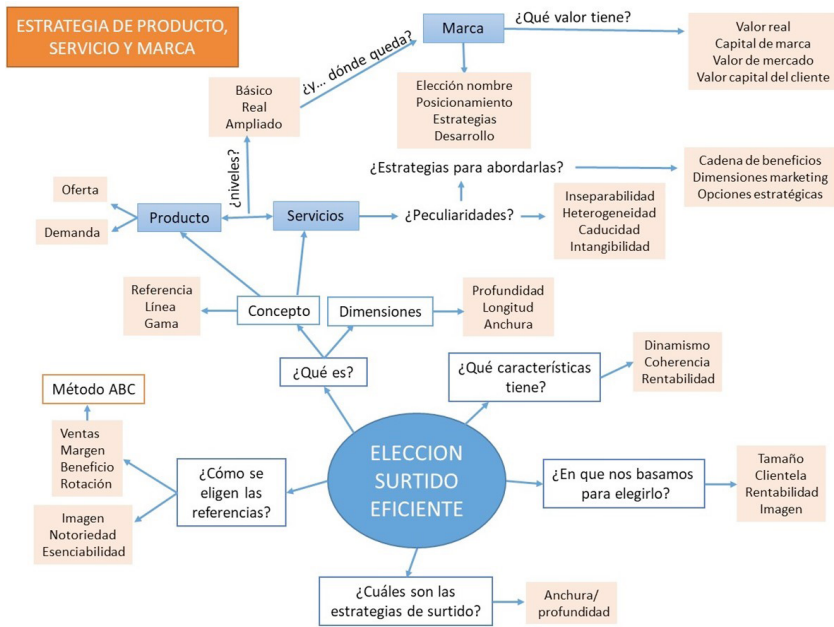 ESTRATEGIA DE PRODUCTO,
SERVICIO Y MARCA
Marca
¿Qué valor tiene?
Valor real
Capital de marca
Valor de mercado
Valor capital del cliente
¿y... dónde queda?
Elección nombre
Posicionamiento
Estrategias
Desarrollo
Básico
Real
Ampliado
¿niveles?
¿Estrategias para abordarlas?
Cadena de beneficios
Dimensiones marketing
Opciones estratégicas
Oferta
Demanda
Producto
Servicios
¿Peculiaridades?
Inseparabilidad
Heterogeneidad
Caducidad
Intangibilidad
Referencia
Línea
Gama
Concepto
Dimensiones
Profundidad
Longitud
Anchura
¿Qué es?
¿Qué características
tiene?
Dinamismo
Coherencia
Rentabilidad
Método ABC
Ventas
Margen
Beneficio
Rotación
Imagen
Notoriedad
Esenciabilidad
¿Cómo se
eligen las
referencias?
ELECCION
SURTIDO
EFICIENTE
¿En que nos basamos
para elegirlo?
Tamaño
Clientela
Rentabilidad
Imagen
¿Cuáles son las
estrategias de surtido?
Anchura/
profundidad